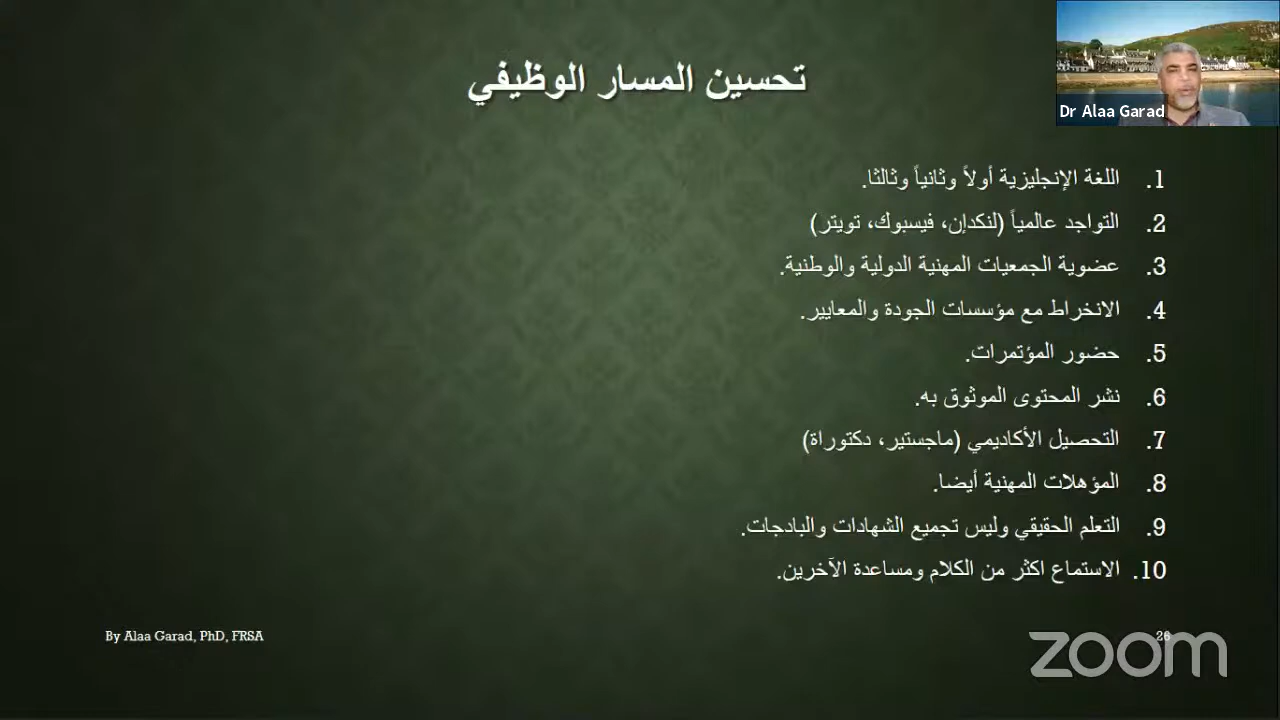 تحسين المسار الوظيفي
Dr Alaa Garad
1. اللغة الإنجليزية أولاً وثانياً وثالثا.
2. التواجد عالمياً (لنكدإن، فيسبوك، تويتر)
3. عضوية الجمعيات المهنية الدولية والوطنية.
4. الانخراط مع مؤسسات الجودة والمعايير.
5. حضور المؤتمرات.
6. نشر المحتوى الموثوق به.
7. التحصيل الأكاديمي (ماجستير، دكتوراة)
8. المؤهلات المهنية أيضا.
9. التعلم الحقيقي وليس تجميع الشهادات والبادجات.
10. الاستماع اكثر من الكلام ومساعدة الآخرين.
By Alaa Garad, PhD, FRSA
26
zoom